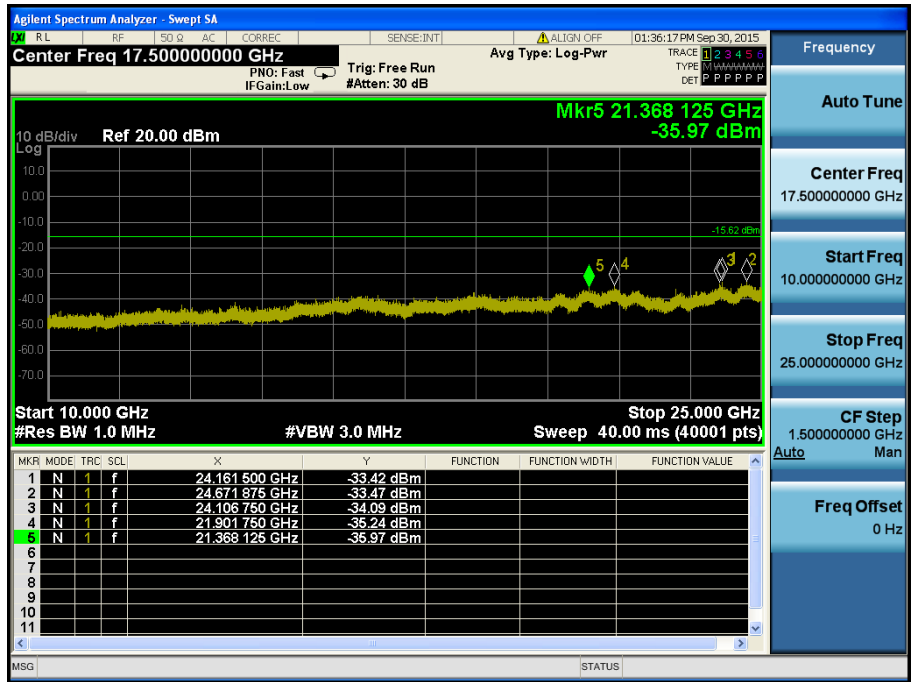 Agilent Spectrum Analyzer - Swept SA
LXI RL RF 50 Ω AC CORREC SENSE:INT ALIGN OFF 01:36:17 PM Sep 30, 2015
Center Freq 17.500000000 GHz
PNO: Fast
IFGain:Low
Trig: Free Run
#Atten: 30 dB
Avg Type: Log-Pwr
TRACE 1 2 3 4 5 6
TYPE M WWWWW
DET P P P P P P
Mkr5 21.368 125 GHz
-35.97 dBm
10 dB/div Ref 20.00 dBm
Log
10.0
0.00
-10.0
-15.62 dBm
-20.0
-30.0
-40.0
-50.0
-60.0
-70.0
5 4 3 1 2
Start 10.000 GHz Stop 25.000 GHz
#Res BW 1.0 MHz #VBW 3.0 MHz Sweep 40.00 ms (40001 pts)
MKR MODE TRC SCL X Y FUNCTION FUNCTION WIDTH FUNCTION VALUE
1 N 1 f 24.161 500 GHz -33.42 dBm
2 N 1 f 24.671 875 GHz -33.47 dBm
3 N 1 f 24.106 750 GHz -34.09 dBm
4 N 1 f 21.901 750 GHz -35.24 dBm
5 N 1 f 21.368 125 GHz -35.97 dBm
6
7
8
9
10
11
MSG STATUS
Frequency
Auto Tune
Center Freq
17.500000000 GHz
Start Freq
10.000000000 GHz
Stop Freq
25.000000000 GHz
CF Step
1.500000000 GHz
Auto Man
Freq Offset
0 Hz